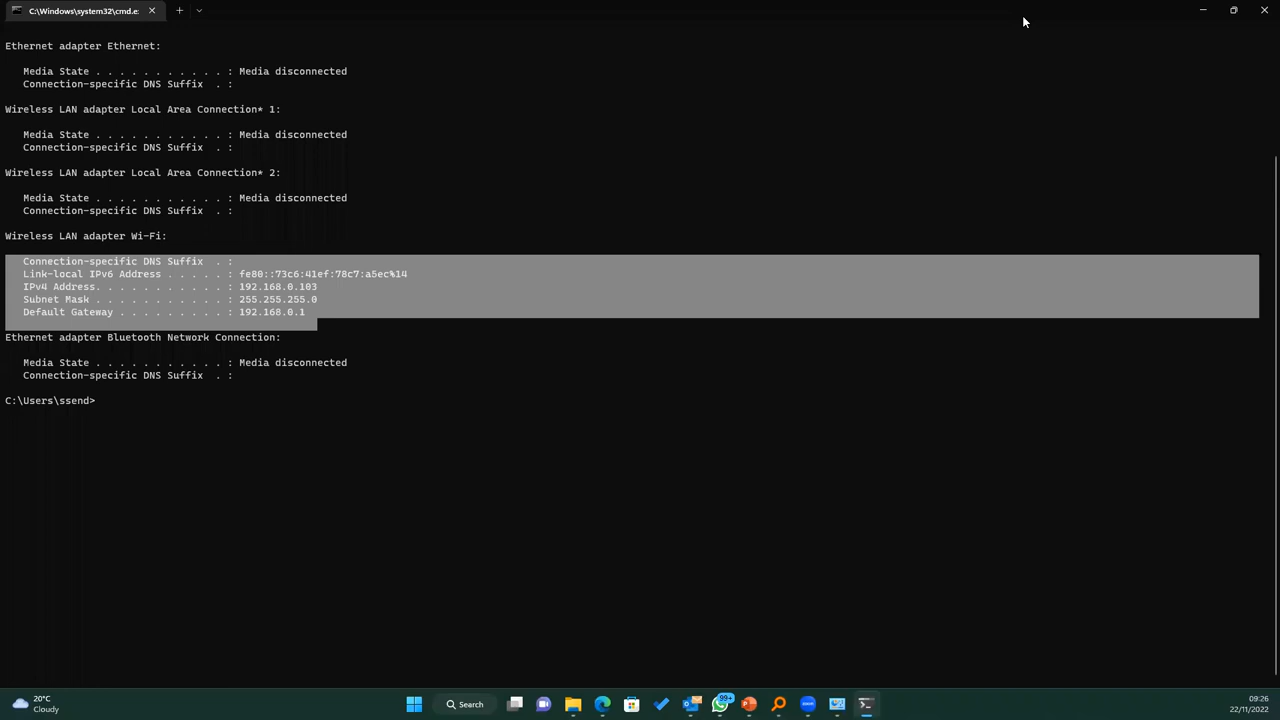 C:\Windows\system32\cmd.e:
Ethernet adapter Ethernet:
Media State . . . . . . . . . . . : Media disconnected
Connection-specific DNS Suffix  . :
Wireless LAN adapter Local Area Connection* 1:
Media State . . . . . . . . . . . : Media disconnected
Connection-specific DNS Suffix  . :
Wireless LAN adapter Local Area Connection* 2:
Media State . . . . . . . . . . . : Media disconnected
Connection-specific DNS Suffix  . :
Wireless LAN adapter Wi-Fi:
Connection-specific DNS Suffix  . :
Link-local IPv6 Address . . . . . : fe80::73c6:41ef:78c7:a5ec%14
IPv4 Address. . . . . . . . . . . : 192.168.0.103
Subnet Mask . . . . . . . . . . . : 255.255.255.0
Default Gateway . . . . . . . . . : 192.168.0.1
Ethernet adapter Bluetooth Network Connection:
Media State . . . . . . . . . . . : Media disconnected
Connection-specific DNS Suffix  . :
C:\Users\ssend>
20°C
Cloudy
Search
99+
zoom
09:26
22/11/2022